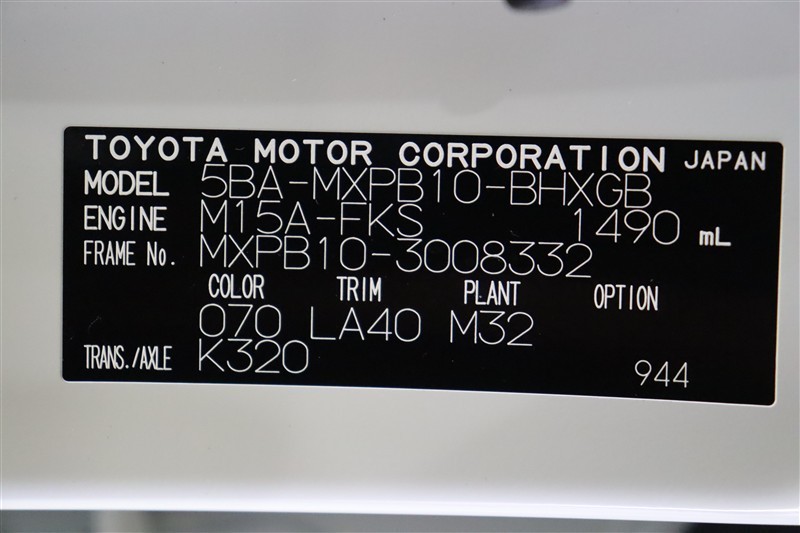 TOYOTA MOTOR CORPORATION JAPAN
MODEL 5BA-MXPB10-BHXGB
ENGINE M15A-FKS 1490 mL
FRAME No. MXPB10-3008332
COLOR TRIM PLANT OPTION
070 LA40 M32
TRANS./AXLE K320 944